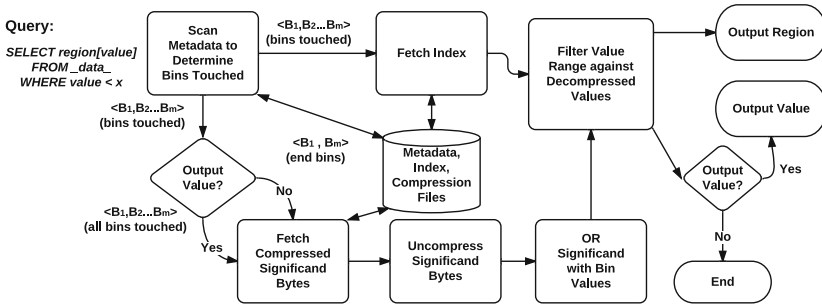 Query:
SELECT region[value]
FROM _data_
WHERE value < x
Scan
Metadata to
Determine
Bins Touched
<B1,B2...Bm>
(bins touched)
Fetch Index
Filter Value
Range against
Decompressed
Values
Output Region
Output Value
<B1,B2...Bm>
(bins touched)
<B1 , Bm>
(end bins)
Metadata,
Index,
Compression
Files
Output
Value?
No
<B1,B2...Bm>
(all bins touched)
Yes
Output
Value?
Yes
No
Fetch
Compressed
Significand
Bytes
Uncompress
Significand
Bytes
OR
Significand
with Bin
Values
End